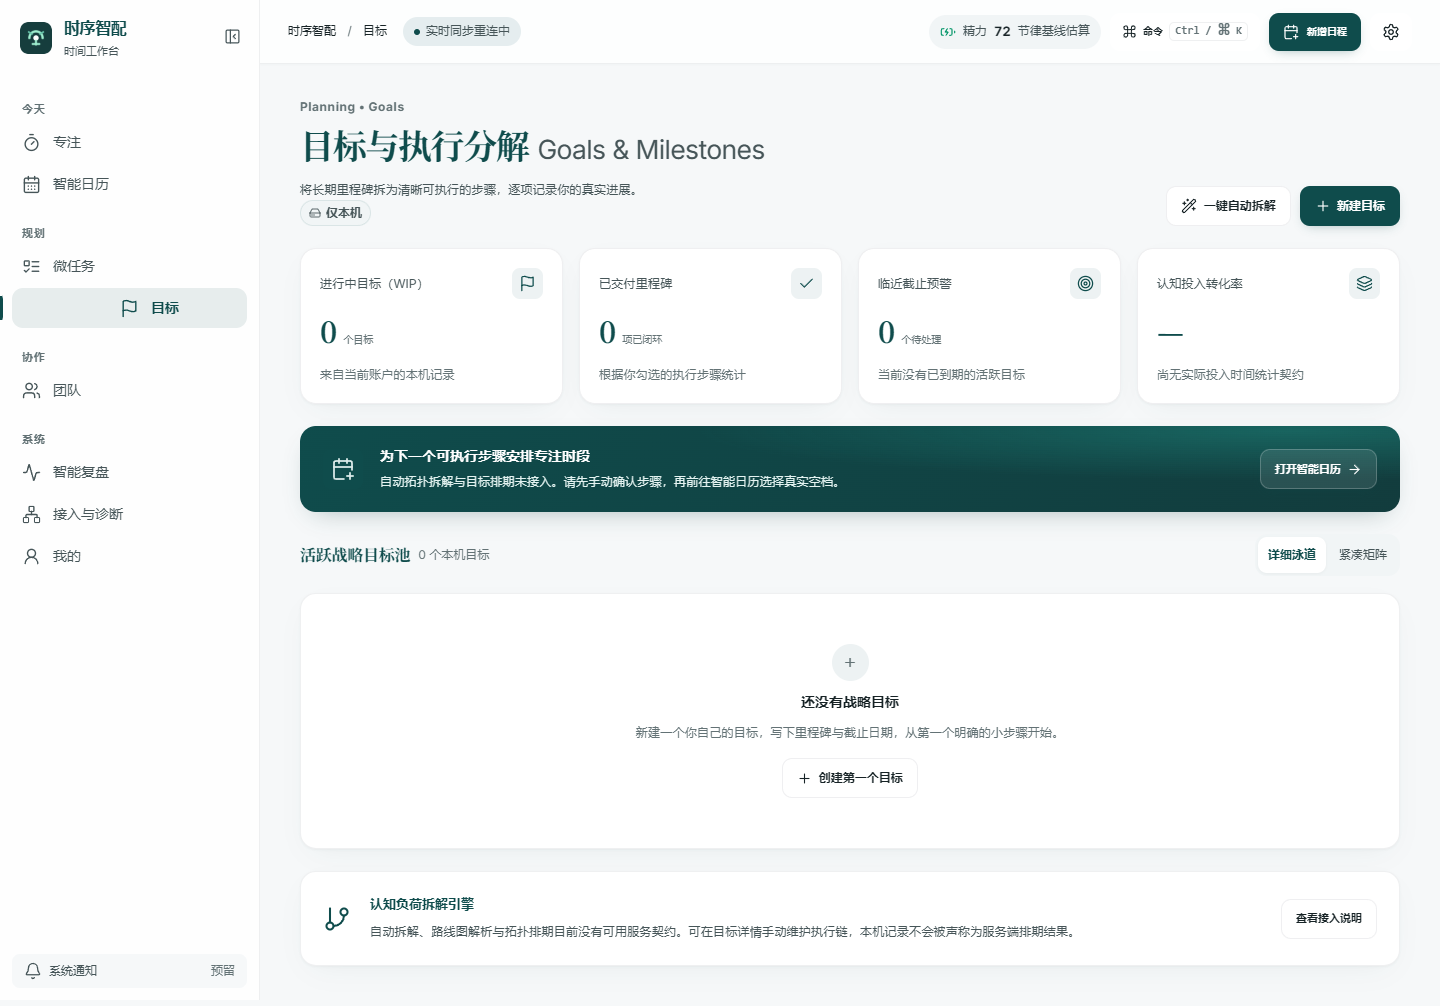 时序智配
时间工作台
今天
专注
智能日历
规划
微任务
目标
协作
团队
系统
智能复盘
接入与诊断
我的
系统通知 预留
时序智配 / 目标 实时同步重连中
精力 72 节律基线估算 命令 Ctrl / ⌘ K 新增日程
Planning • Goals
目标与执行分解 Goals & Milestones
将长期里程碑拆为清晰可执行的步骤，逐项记录你的真实进展。
仅本机
一键自动拆解 新建目标
进行中目标（WIP）
0 个目标
来自当前账户的本机记录
已交付里程碑
0 项已闭环
根据你勾选的执行步骤统计
临近截止预警
0 个待处理
当前没有已到期的活跃目标
认知投入转化率
—
尚无实际投入时间统计契约
为下一个可执行步骤安排专注时段
自动拓扑拆解与目标排期未接入。请先手动确认步骤，再前往智能日历选择真实空档。
打开智能日历
活跃战略目标池 0 个本机目标
详细泳道 紧凑矩阵
还没有战略目标
新建一个你自己的目标，写下里程碑与截止日期，从第一个明确的小步骤开始。
创建第一个目标
认知负荷拆解引擎
自动拆解、路线图解析与拓扑排期目前没有可用服务契约。可在目标详情手动维护执行链，本机记录不会被声称为服务端排期结果。
查看接入说明